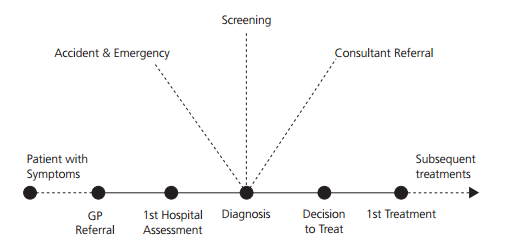 Screening
Accident & Emergency
Consultant Referral
Patient with
Symptoms
Subsequent
treatments
GP
Referral
1st Hospital
Assessment
Diagnosis
Decision
to Treat
1st Treatment